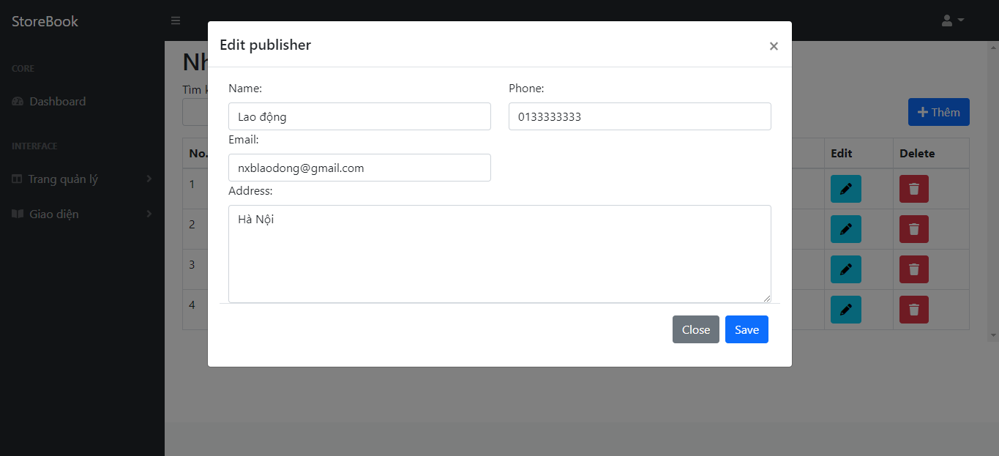 StoreBook
CORE
Dashboard
INTERFACE
Trang quản lý
Giao diện
Edit publisher
×
Name:
Phone:
Lao động
0133333333
Email:
nxblaodong@gmail.com
Address:
Hà Nội
Close
Save
Nh
Tìm
Thêm
No.
Edit
Delete
1
2
3
4